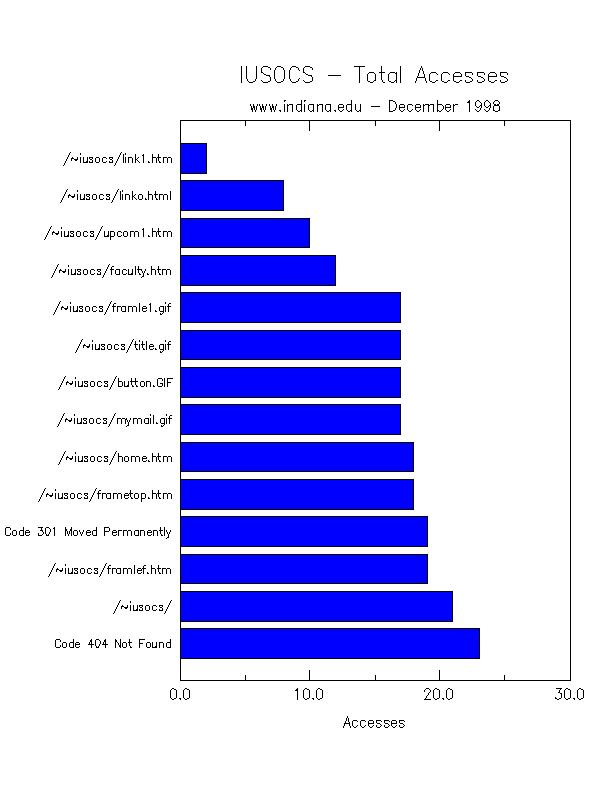 IUSOCS – Total Accesses
www.indiana.edu – December 1998
/~iusocs/link1.htm
/~iusocs/linko.html
/~iusocs/upcom1.htm
/~iusocs/faculty.htm
/~iusocs/framle1.gif
/~iusocs/title.gif
/~iusocs/button.GIF
/~iusocs/mymail.gif
/~iusocs/home.htm
/~iusocs/frametop.htm
Code 301 Moved Permanently
/~iusocs/framlef.htm
/~iusocs/
Code 404 Not Found
0.0 10.0 20.0 30.0
Accesses